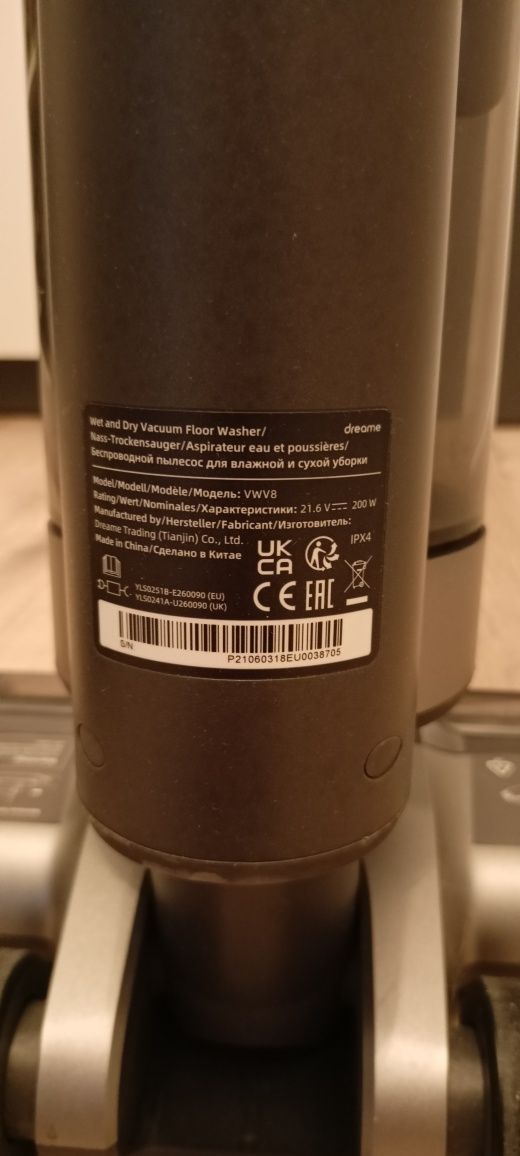 Wet and Dry Vacuum Floor Washer/
dreame
Nass-Trockensauger/Aspirateur eau et poussières/
Беспроводной пылесос для влажной и сухой уборки
Model/Modell/Modèle/Модель: VWV8
Rating/Wert/Nominales/Характеристики: 21.6 V 200 W
Manufactured by/Hersteller/Fabricant/Изготовитель:
Dreame Trading (Tianjin) Co., Ltd.
IPX4
Made in China/Сделано в Китае
UK
CA
YLS0251B-E260090 (EU)
YLS0241A-U260090 (UK)
CE EAC
S/N
P21060318EU0038705